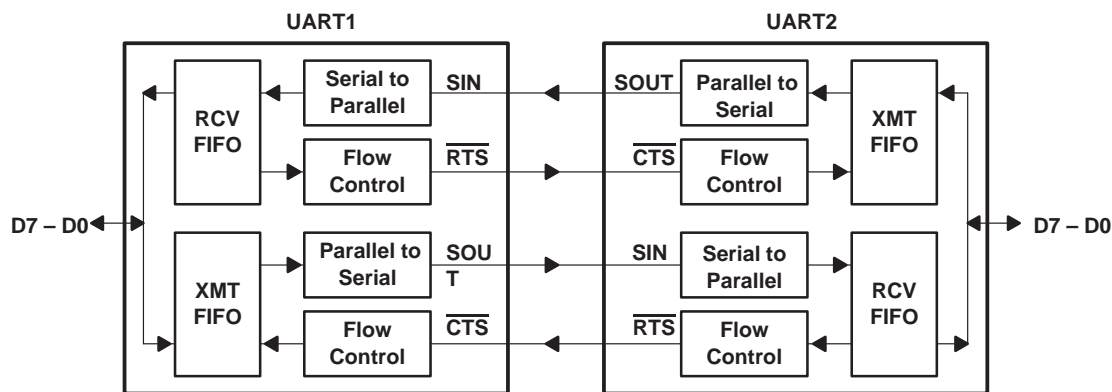 UART1
UART2
Serial to
Parallel
SIN
SOUT
Parallel to
Serial
RCV
FIFO
XMT
FIFO
Flow
Control
RTS
CTS
Flow
Control
D7 – D0
D7 – D0
Parallel to
Serial
SOU
T
SIN
Serial to
Parallel
XMT
FIFO
RCV
FIFO
Flow
Control
CTS
RTS
Flow
Control